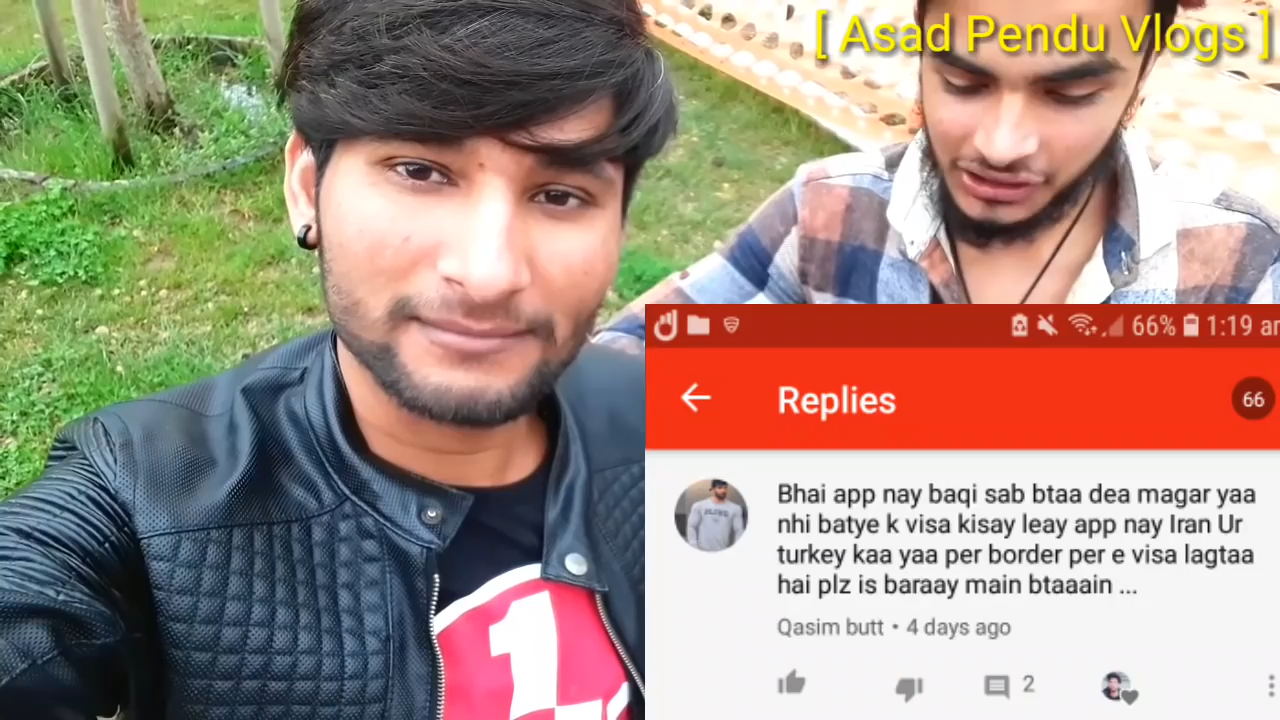 [ Asad Pendu Vlogs ]
66% 1:19 am
Replies
66
Bhai app nay baqi sab btaa dea magar yaa
nhi batye k visa kisay leay app nay Iran Ur
turkey kaa yaa per border per e visa lagtaa
hai plz is baraay main btaaain ...
Qasim butt • 4 days ago
2
1